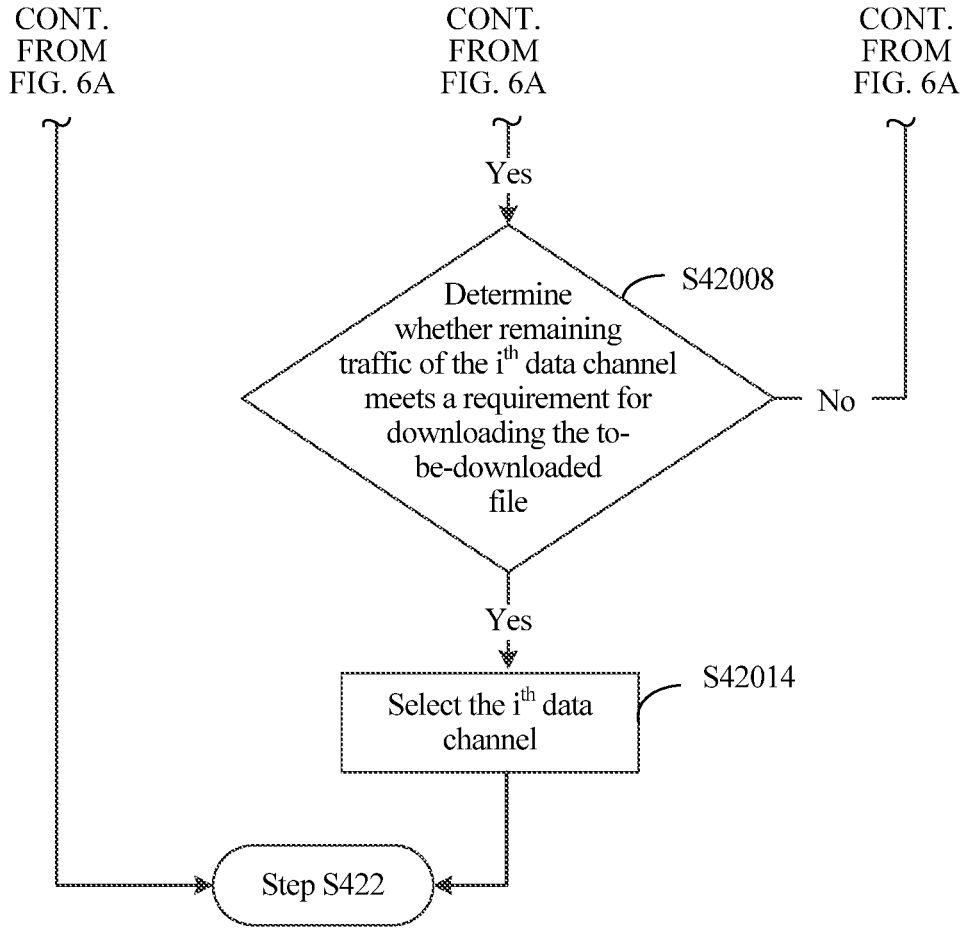 CONT.
FROM
FIG. 6A
CONT.
FROM
FIG. 6A
CONT.
FROM
FIG. 6A
Yes
S42008
Determine
whether remaining
traffic of the ith data channel
meets a requirement for
downloading the to-
be-downloaded
file
No
Yes
S42014
Select the ith data
channel
Step S422